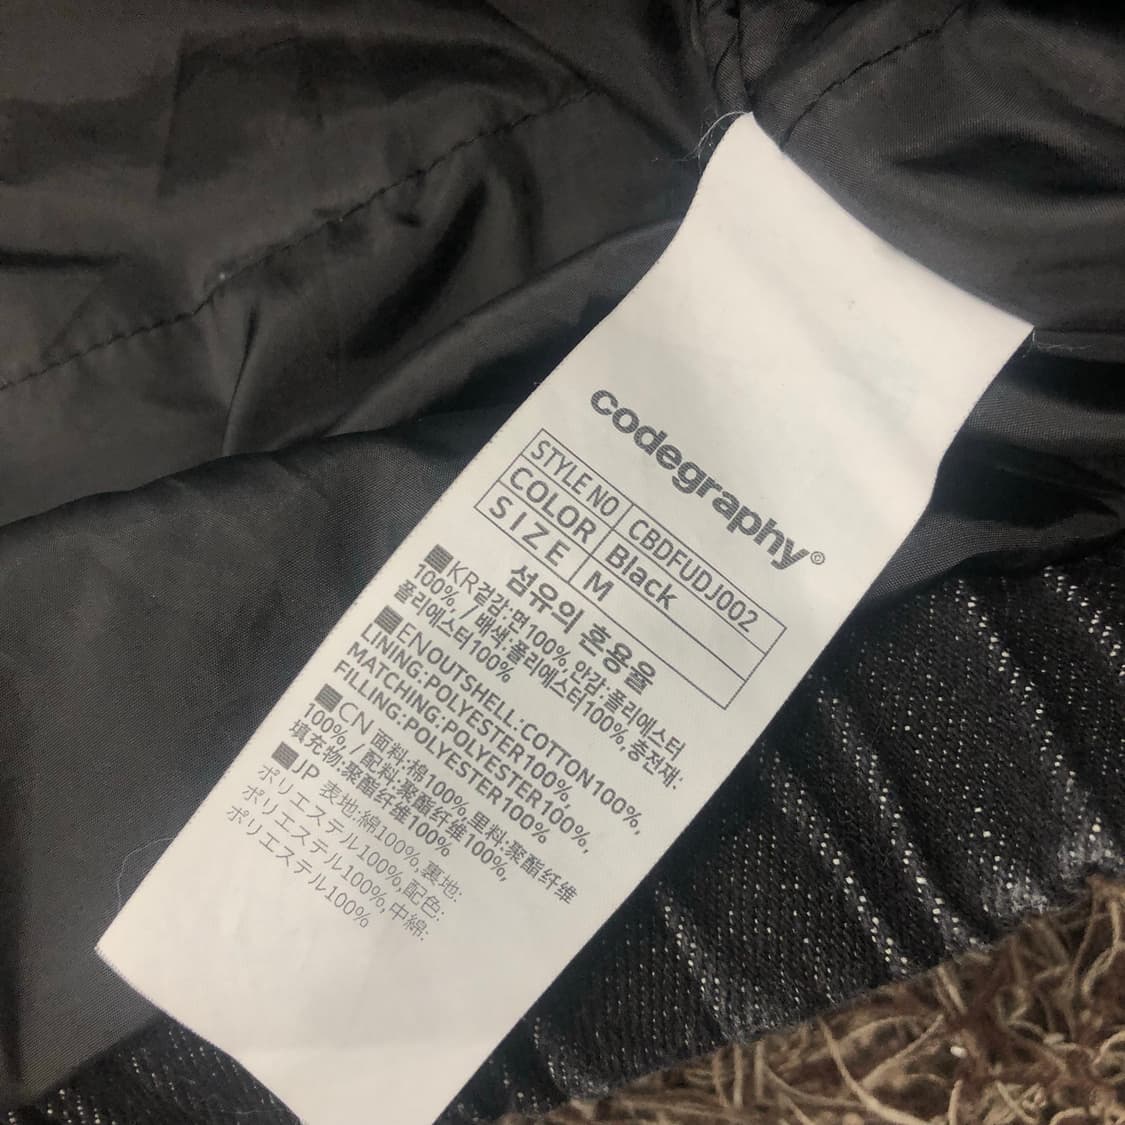 codegraphy©
STYLE NO CBDFUDJ002
COLOR Black
SIZE M
섬유의 혼용율
■KR겉감:면100%, 안감:폴리에스터
100%, / 배색:폴리에스터100%, 충전재:
폴리에스터100%
■EN OUTSHELL:COTTON100%,
LINING:POLYESTER100%,
MATCHING:POLYESTER100%,
FILLING:POLYESTER100%
■CN 面料:棉100%, 里料:聚酯纤维
100%, / 配料:聚酯纤维100%,
填充物:聚酯纤维100%
■JP 表地:綿100%, 裏地:
ポリエステル100%, 配色:
ポリエステル100%, 中綿:
ポリエステル100%